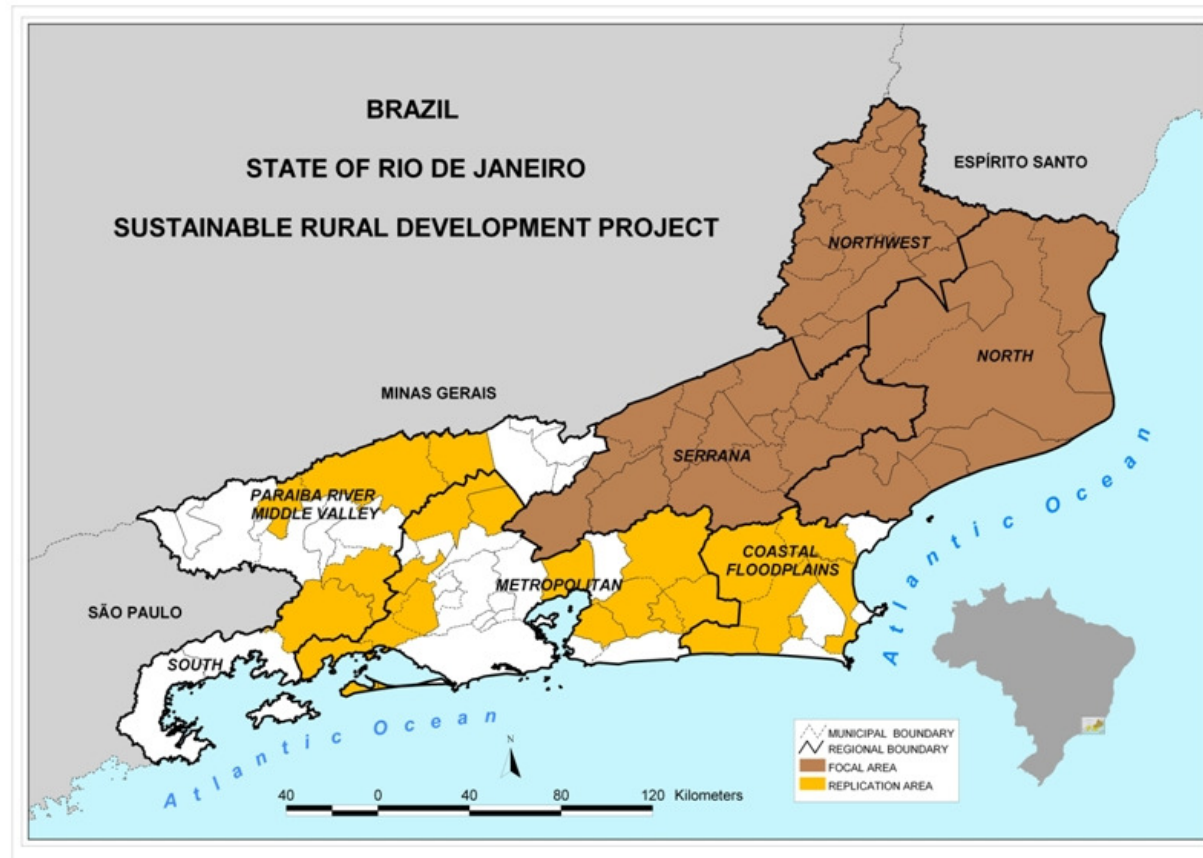 BRAZIL
STATE OF RIO DE JANEIRO
SUSTAINABLE RURAL DEVELOPMENT PROJECT
ESPÍRITO SANTO
NORTHWEST
NORTH
MINAS GERAIS
SERRANA
PARAIBA RIVER
MIDDLE VALLEY
COASTAL
FLOODPLAINS
METROPOLITAN
SÃO PAULO
SOUTH
Atlantic Ocean
Atlantic Ocean
N
40 0 40 80 120 Kilometers
MUNICIPAL BOUNDARY
REGIONAL BOUNDARY
FOCAL AREA
REPLICATION AREA